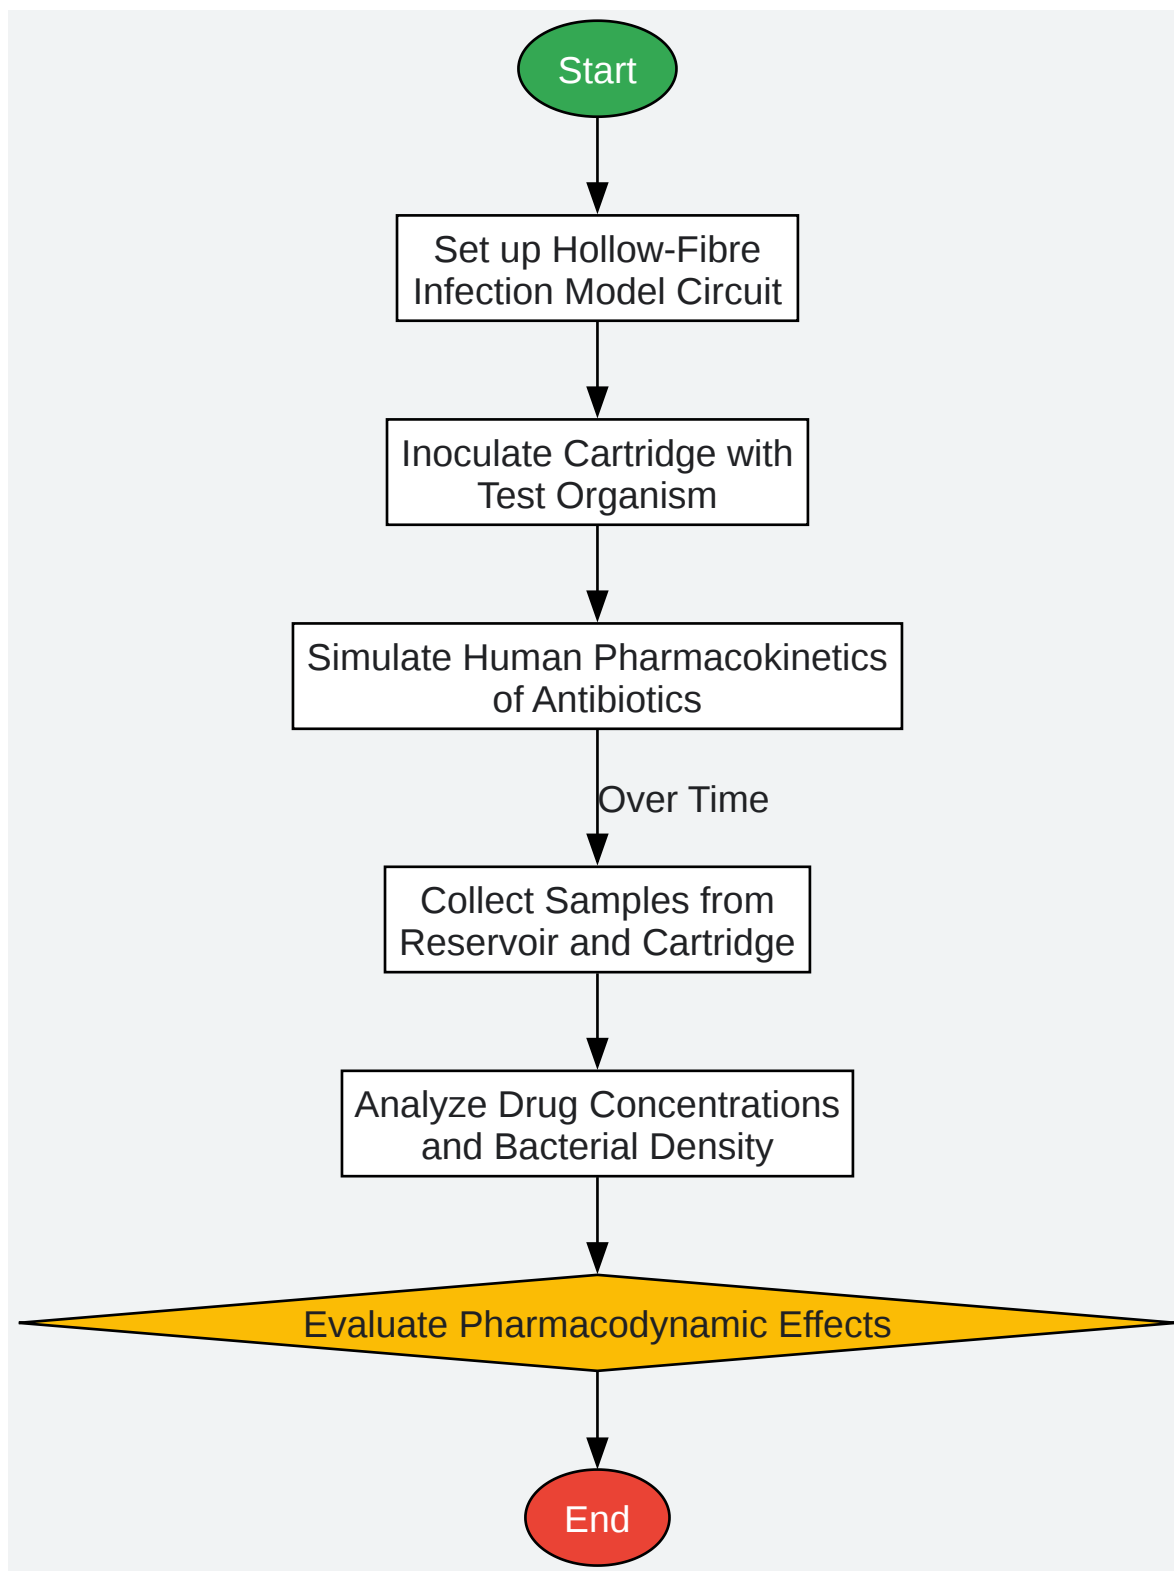 Start
Set up Hollow-Fibre
Infection Model Circuit
Inoculate Cartridge with
Test Organism
Simulate Human Pharmacokinetics
of Antibiotics
Over Time
Collect Samples from
Reservoir and Cartridge
Analyze Drug Concentrations
and Bacterial Density
Evaluate Pharmacodynamic Effects
End